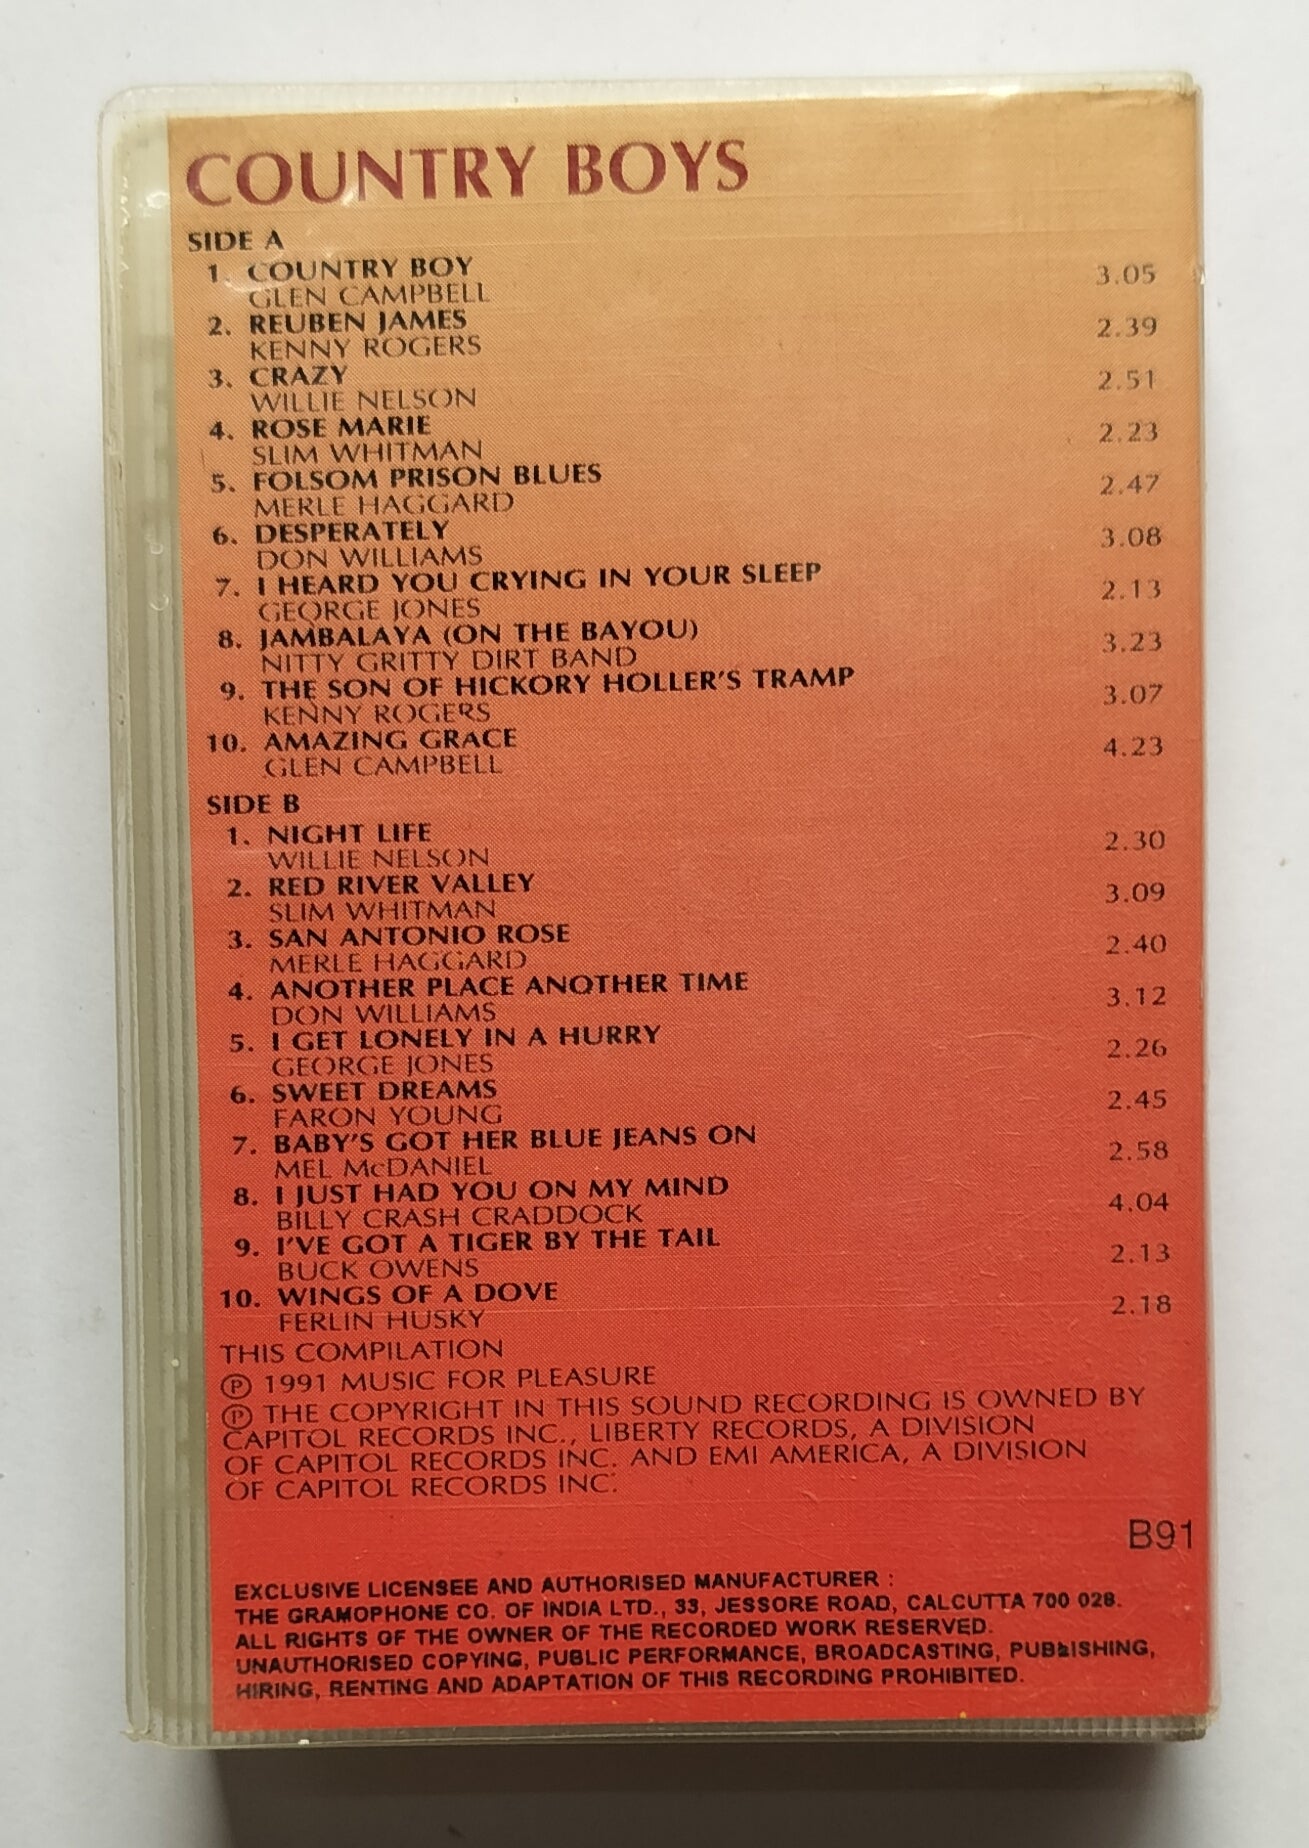 COUNTRY BOYS
SIDE A
1. COUNTRY BOY
GLEN CAMPBELL 3.05
2. REUBEN JAMES
KENNY ROGERS 2.39
3. CRAZY
WILLIE NELSON 2.51
4. ROSE MARIE
SLIM WHITMAN 2.23
5. FOLSOM PRISON BLUES
MERLE HAGGARD 2.47
6. DESPERATELY
DON WILLIAMS 3.08
7. I HEARD YOU CRYING IN YOUR SLEEP
GEORGE JONES 2.13
8. JAMBALAYA (ON THE BAYOU)
NITTY GRITTY DIRT BAND 3.23
9. THE SON OF HICKORY HOLLER'S TRAMP
KENNY ROGERS 3.07
10. AMAZING GRACE
GLEN CAMPBELL 4.23
SIDE B
1. NIGHT LIFE
WILLIE NELSON 2.30
2. RED RIVER VALLEY
SLIM WHITMAN 3.09
3. SAN ANTONIO ROSE
MERLE HAGGARD 2.40
4. ANOTHER PLACE ANOTHER TIME
DON WILLIAMS 3.12
5. I GET LONELY IN A HURRY
GEORGE JONES 2.26
6. SWEET DREAMS
FARON YOUNG 2.45
7. BABY'S GOT HER BLUE JEANS ON
MEL McDANIEL 2.58
8. I JUST HAD YOU ON MY MIND
BILLY CRASH CRADDOCK 4.04
9. I'VE GOT A TIGER BY THE TAIL
BUCK OWENS 2.13
10. WINGS OF A DOVE
FERLIN HUSKY 2.18
THIS COMPILATION
Ⓟ 1991 MUSIC FOR PLEASURE
Ⓟ THE COPYRIGHT IN THIS SOUND RECORDING IS OWNED BY
CAPITOL RECORDS INC., LIBERTY RECORDS, A DIVISION
OF CAPITOL RECORDS INC. AND EMI AMERICA, A DIVISION
OF CAPITOL RECORDS INC.
B91
EXCLUSIVE LICENSEE AND AUTHORISED MANUFACTURER :
THE GRAMOPHONE CO. OF INDIA LTD., 33, JESSORE ROAD, CALCUTTA 700 028.
ALL RIGHTS OF THE OWNER OF THE RECORDED WORK RESERVED.
UNAUTHORISED COPYING, PUBLIC PERFORMANCE, BROADCASTING, PUBLISHING,
HIRING, RENTING AND ADAPTATION OF THIS RECORDING PROHIBITED.